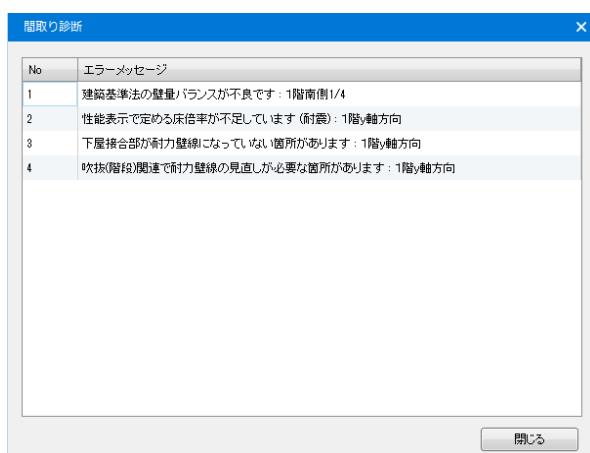 間取り診断
No エラーメッセージ
1 建築基準法の壁量バランスが不良です：1階南側1/4
2 性能表示で定める床倍率が不足しています(耐震)：1階y軸方向
3 下屋接合部が耐力壁線になっていない箇所があります：1階y軸方向
4 吹抜(階段)関連で耐力壁線の見直しが必要な箇所があります：1階y軸方向
閉じる